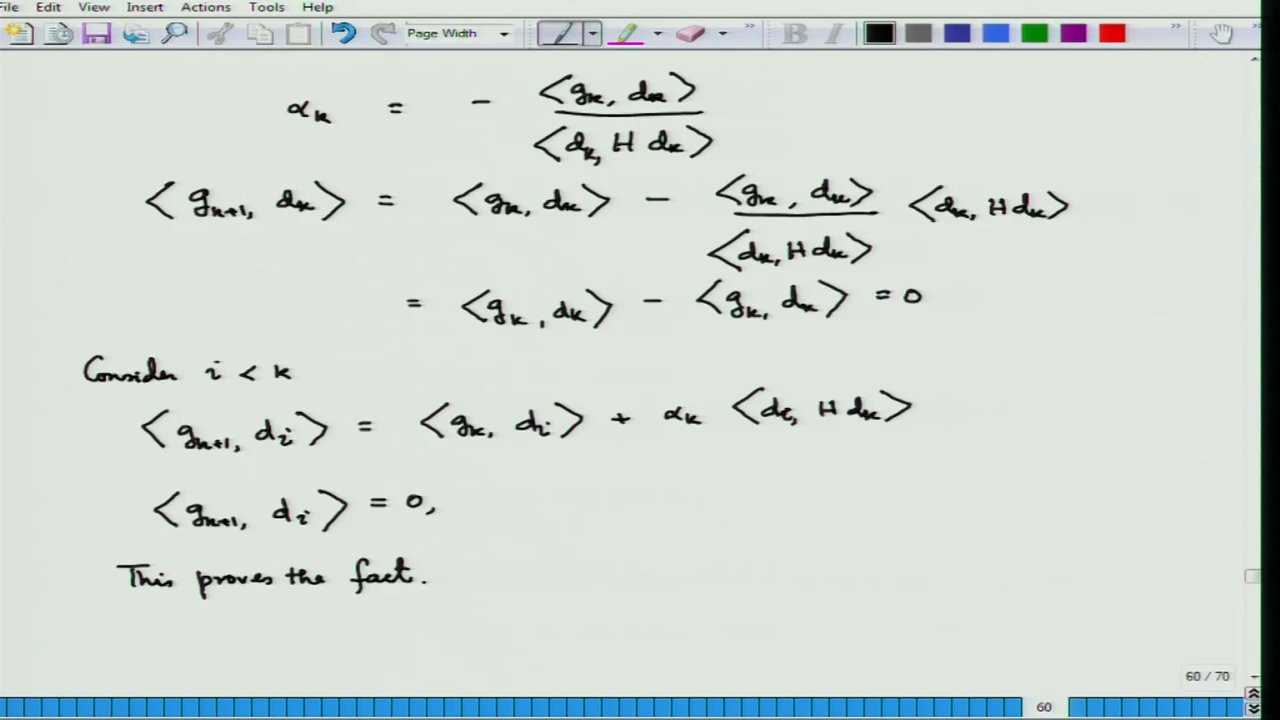 File Edit View Insert Actions Tools Help
Page Width
α_k = - <g_k, d_k> / <d_k, H d_k>
<g_{k+1}, d_k> = <g_k, d_k> - <g_k, d_k> / <d_k, H d_k> <d_k, H d_k>
= <g_k, d_k> - <g_k, d_k> = 0
Consider i < k
<g_{k+1}, d_i> = <g_k, d_i> + α_k <d_i, H d_k>
<g_{k+1}, d_i> = 0,
This proves the fact.
60 / 70
60